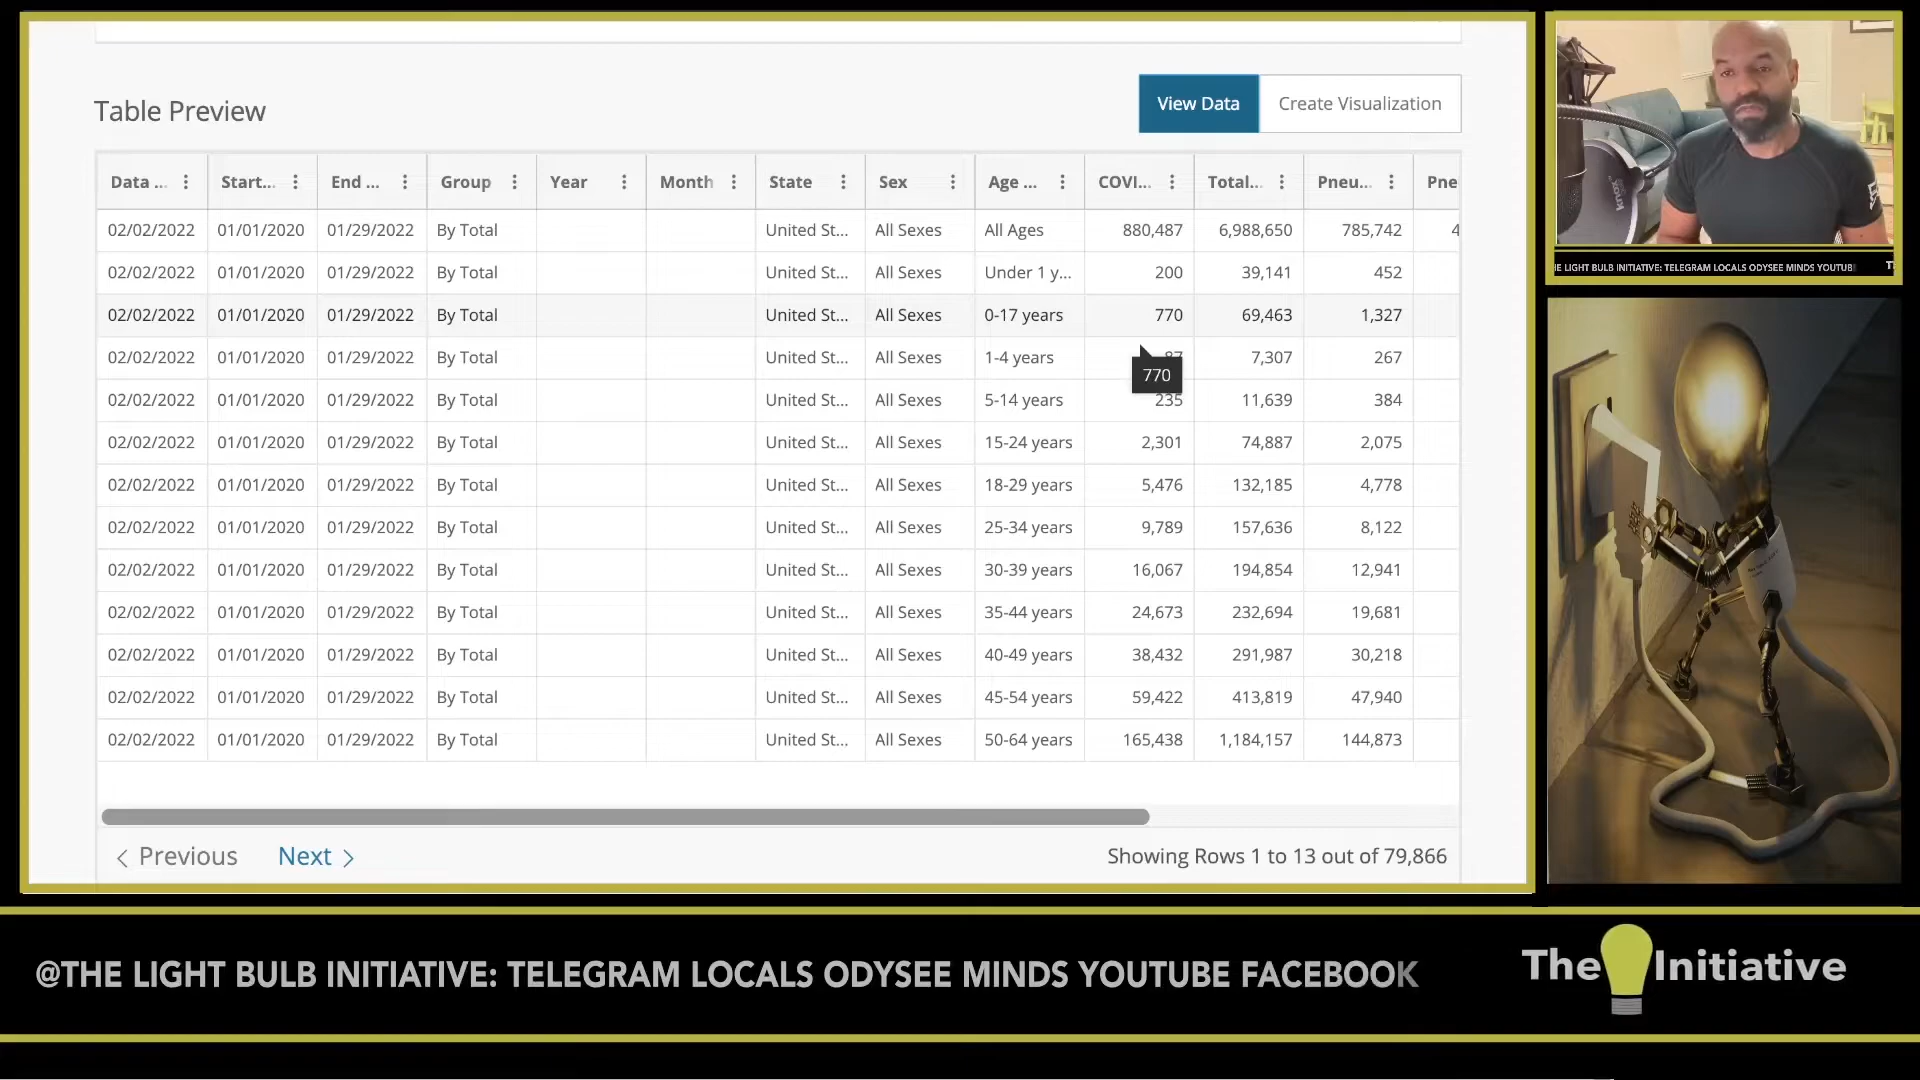 Table Preview
View Data
Create Visualization
Data ... Start... End ... Group Year Month State Sex Age ... COVI... Total... Pneu... Pne
02/02/2022 01/01/2020 01/29/2022 By Total United St... All Sexes All Ages 880,487 6,988,650 785,742 4
02/02/2022 01/01/2020 01/29/2022 By Total United St... All Sexes Under 1 y... 200 39,141 452
02/02/2022 01/01/2020 01/29/2022 By Total United St... All Sexes 0-17 years 770 69,463 1,327
02/02/2022 01/01/2020 01/29/2022 By Total United St... All Sexes 1-4 years 7,307 267
770
02/02/2022 01/01/2020 01/29/2022 By Total United St... All Sexes 5-14 years 235 11,639 384
02/02/2022 01/01/2020 01/29/2022 By Total United St... All Sexes 15-24 years 2,301 74,887 2,075
02/02/2022 01/01/2020 01/29/2022 By Total United St... All Sexes 18-29 years 5,476 132,185 4,778
02/02/2022 01/01/2020 01/29/2022 By Total United St... All Sexes 25-34 years 9,789 157,636 8,122
02/02/2022 01/01/2020 01/29/2022 By Total United St... All Sexes 30-39 years 16,067 194,854 12,941
02/02/2022 01/01/2020 01/29/2022 By Total United St... All Sexes 35-44 years 24,673 232,694 19,681
02/02/2022 01/01/2020 01/29/2022 By Total United St... All Sexes 40-49 years 38,432 291,987 30,218
02/02/2022 01/01/2020 01/29/2022 By Total United St... All Sexes 45-54 years 59,422 413,819 47,940
02/02/2022 01/01/2020 01/29/2022 By Total United St... All Sexes 50-64 years 165,438 1,184,157 144,873
Previous Next
Showing Rows 1 to 13 out of 79,866
knox
E LIGHT BULB INITIATIVE: TELEGRAM LOCALS ODYSEE MINDS YOUTUB
@THE LIGHT BULB INITIATIVE: TELEGRAM LOCALS ODYSEE MINDS YOUTUBE FACEBOOK
The Initiative